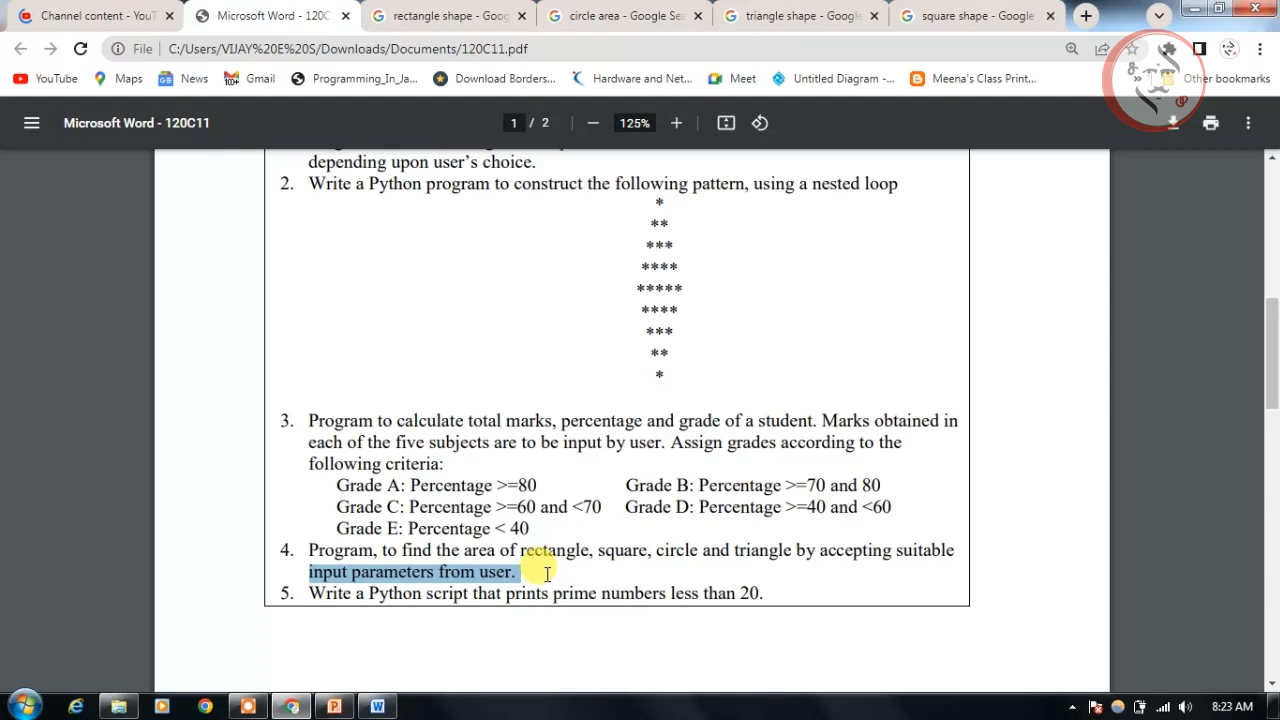 Channel content - YouT
Microsoft Word - 120C
rectangle shape - Goog
circle area - Google Sea
triangle shape - Google
square shape - Google
File
C:/Users/VIJAY%20E%20S/Downloads/Documents/120C11.pdf
YouTube
Maps
News
100+
Gmail
Programming_In_Ja...
Download Borders...
Hardware and Net...
Meet
Untitled Diagram -...
Meena's Class Print...
»
Other bookmarks
Microsoft Word - 120C11
1 / 2
125%
depending upon user's choice.
2. Write a Python program to construct the following pattern, using a nested loop
*
**
***
****
*****
****
***
**
*
3. Program to calculate total marks, percentage and grade of a student. Marks obtained in
each of the five subjects are to be input by user. Assign grades according to the
following criteria:
Grade A: Percentage >=80 Grade B: Percentage >=70 and 80
Grade C: Percentage >=60 and <70 Grade D: Percentage >=40 and <60
Grade E: Percentage < 40
4. Program, to find the area of rectangle, square, circle and triangle by accepting suitable
input parameters from user.
5. Write a Python script that prints prime numbers less than 20.
8:23 AM